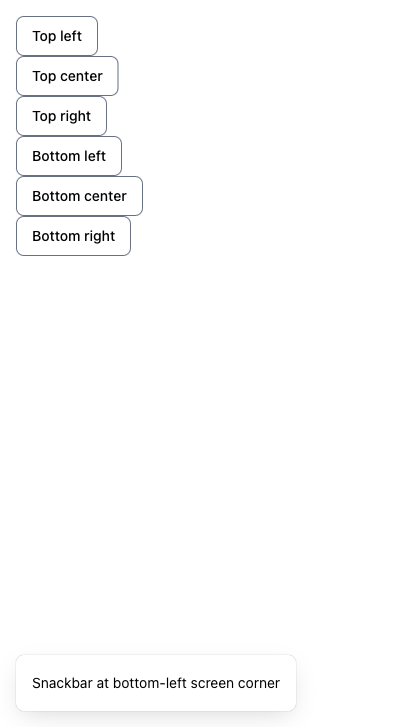 Top left
Top center
Top right
Bottom left
Bottom center
Bottom right
Snackbar at bottom-left screen corner